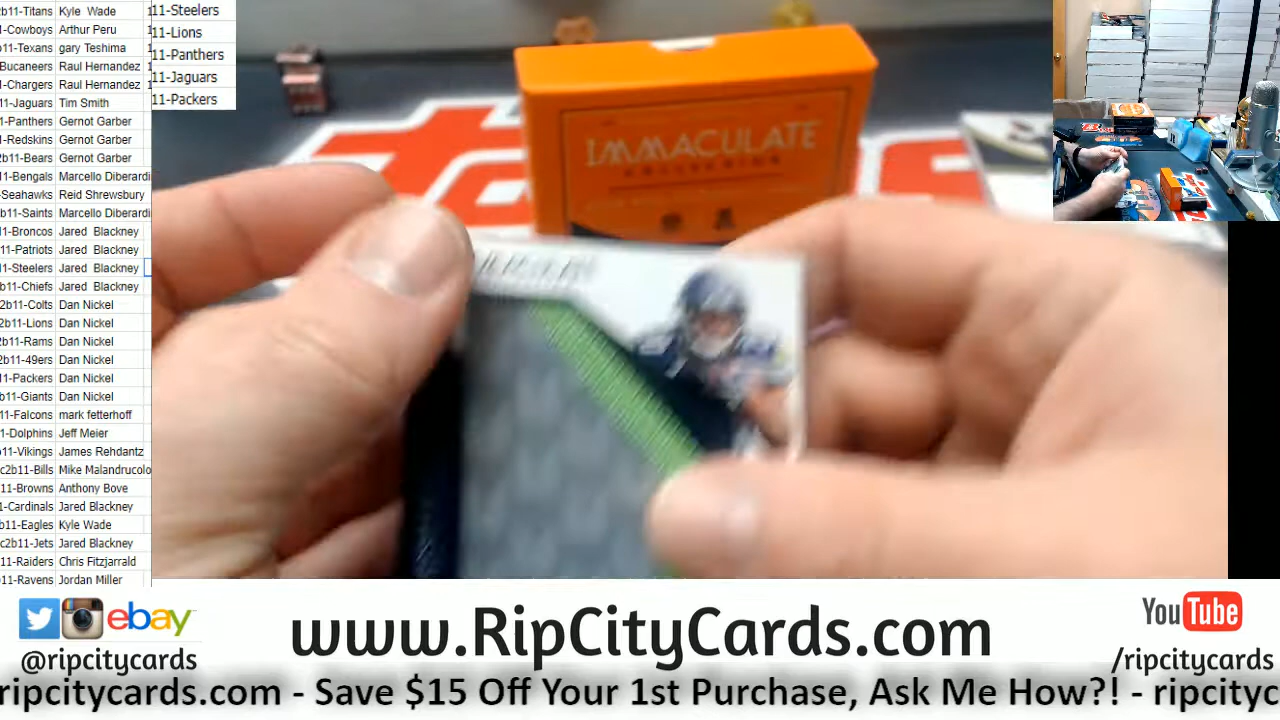 b11-Titans Kyle Wade
-Cowboys Arthur Peru
b11-Texans gary Teshima
Bucaneers Raul Hernandez
-Chargers Raul Hernandez
11-Jaguars Tim Smith
-Panthers Gernot Garber
-Redskins Gernot Garber
2b11-Bears Gernot Garber
11-Bengals Marcello Diberardi
-Seahawks Reid Shrewsbury
b11-Saints Marcello Diberardi
-Broncos Jared Blackney
11-Patriots Jared Blackney
11-Steelers Jared Blackney
11-Chiefs Jared Blackney
2b11-Colts Dan Nickel
2b11-Lions Dan Nickel
2b11-Rams Dan Nickel
2b11-49ers Dan Nickel
11-Packers Dan Nickel
2b11-Giants Dan Nickel
11-Falcons mark fetterhoff
1-Dolphins Jeff Meier
11-Vikings James Rehdantz
c2b11-Bills Mike Malandrucolo
11-Browns Anthony Bove
1-Cardinals Jared Blackney
b11-Eagles Kyle Wade
c2b11-Jets Jared Blackney
11-Raiders Chris Fitzjarrald
11-Ravens Jordan Miller
11-Steelers
11-Lions
11-Panthers
11-Jaguars
11-Packers
IMMACULATE
COLLECTION
ebay
@ripcitycards
www.RipCityCards.com
YouTube
/ripcitycards
ripcitycards.com - Save $15 Off Your 1st Purchase, Ask Me How?! - ripcityc